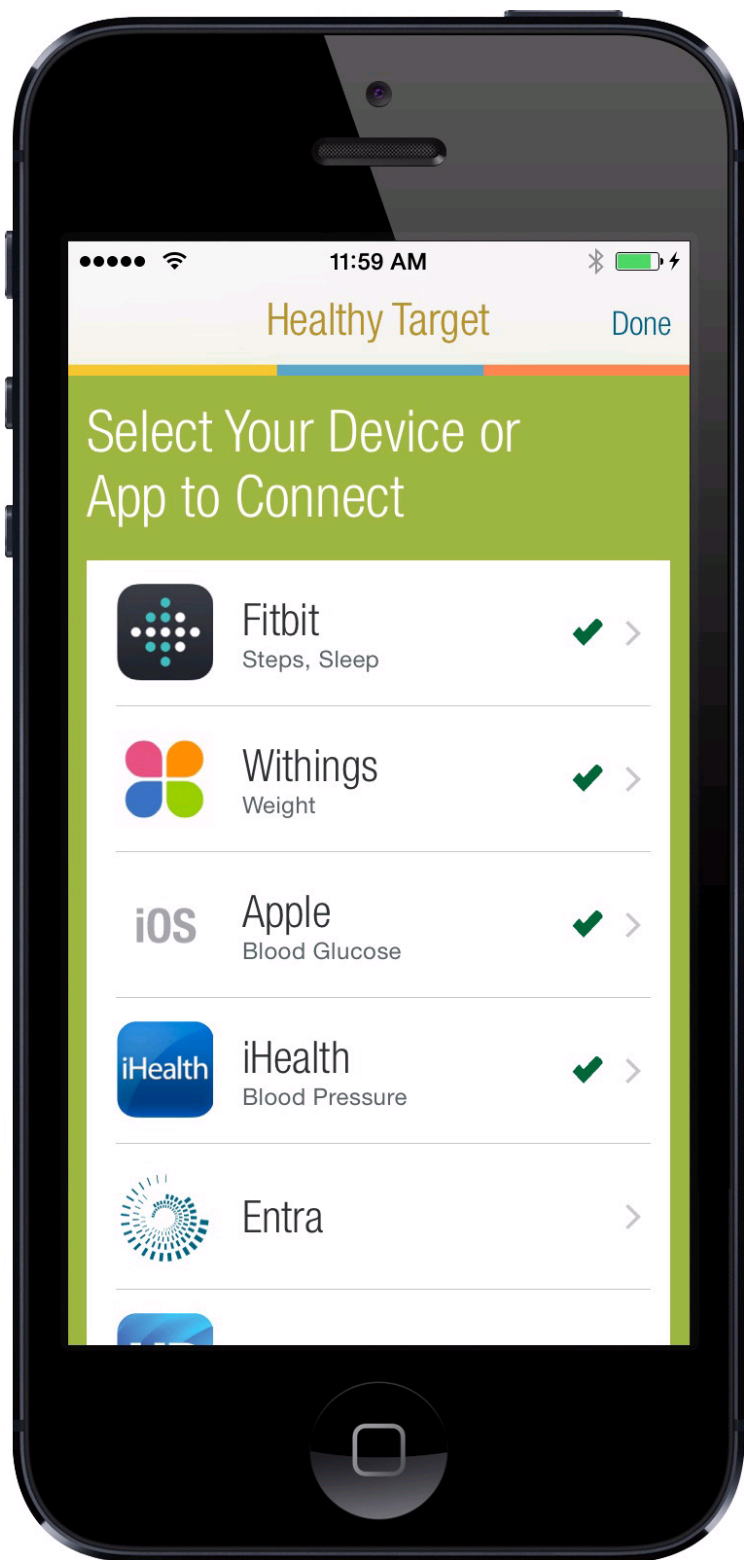 11:59 AM
Healthy Target
Done
Select Your Device or
App to Connect
Fitbit
Steps, Sleep
Withings
Weight
iOS
Apple
Blood Glucose
iHealth
iHealth
Blood Pressure
Entra